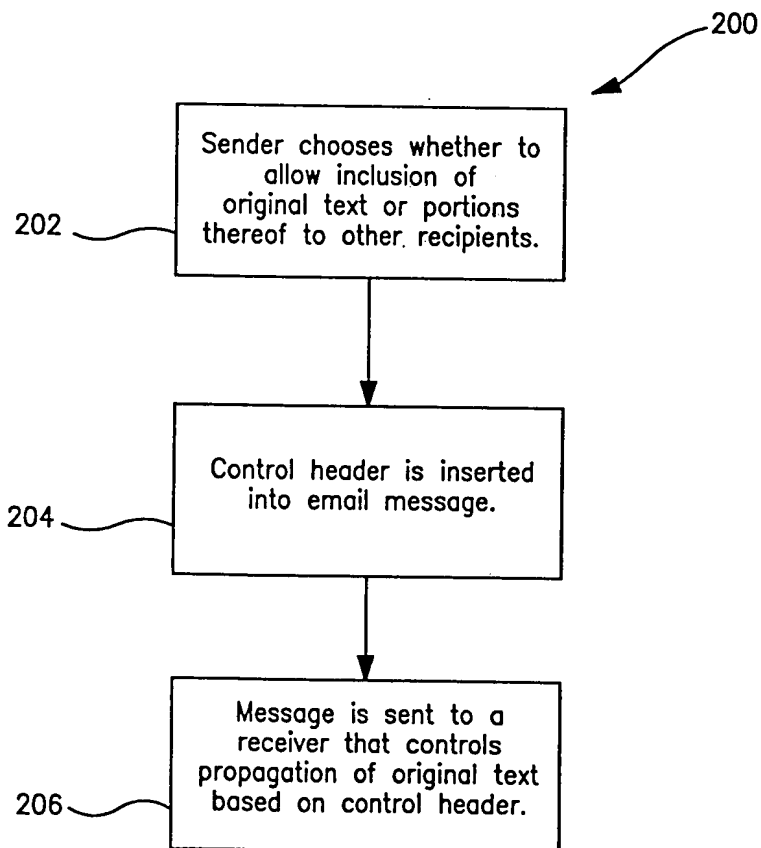 200
Sender chooses whether to
allow inclusion of
original text or portions
thereof to other recipients.
202
Control header is inserted
into email message.
204
Message is sent to a
receiver that controls
propagation of original text
based on control header.
206